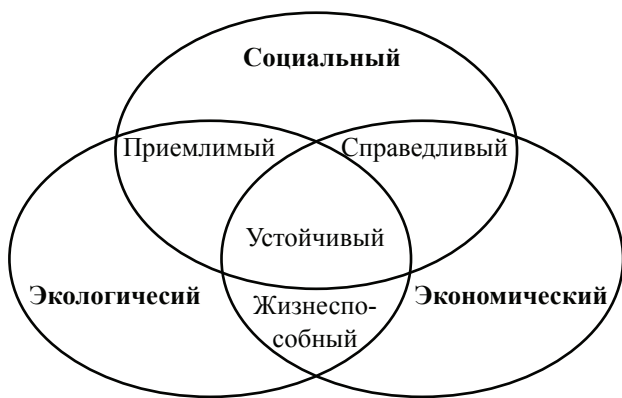 Социальный
Приемлимый
Справедливый
Устойчивый
Экологичесий
Жизнеспо-
собный
Экономический